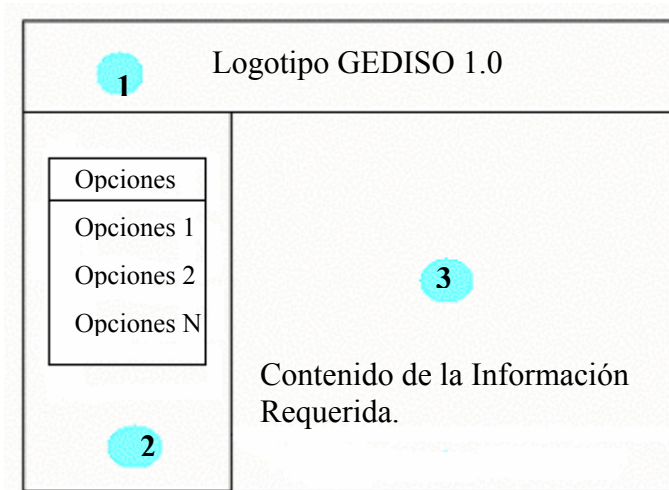 Logotipo GEDISO 1.0
1
Opciones
Opciones 1
Opciones 2
Opciones N
2
3
Contenido de la Información
Requerida.